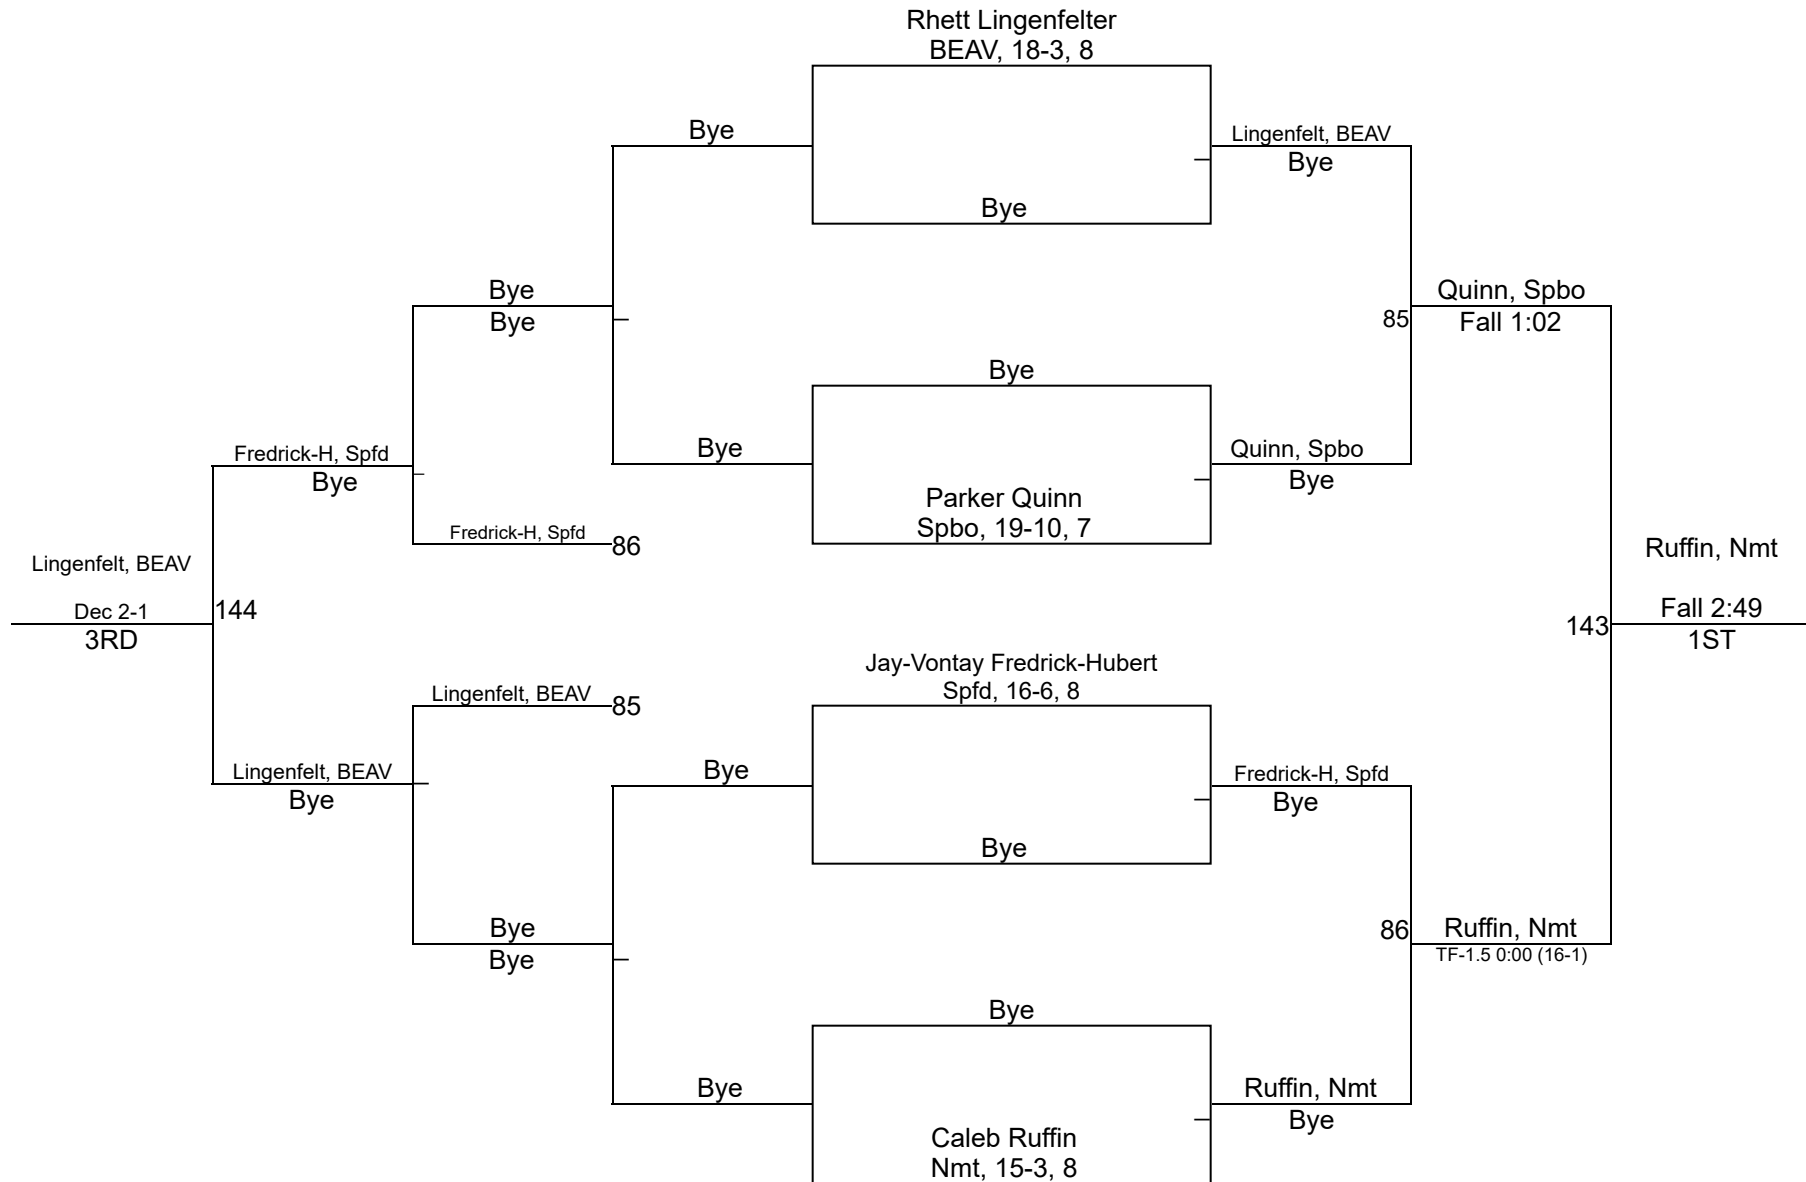 Rhett Lingenfelter
BEAV, 18-3, 8
Bye
Lingenfelt, BEAV
Bye
Bye
Bye
Bye
Quinn, Spbo
85
Fall 1:02
Bye
Bye
Quinn, Spbo
Bye
Fredrick-H, Spfd
Bye
Parker Quinn
Spbo, 19-10, 7
Fredrick-H, Spfd
86
Lingenfelt, BEAV
Ruffin, Nmt
Dec 2-1
144
3RD
143
Fall 2:49
1ST
Jay-Vontay Fredrick-Hubert
Spfd, 16-6, 8
Lingenfelt, BEAV
85
Lingenfelt, BEAV
Bye
Bye
Fredrick-H, Spfd
Bye
Bye
Bye
Bye
86
Ruffin, Nmt
TF-1.5 0:00 (16-1)
Bye
Bye
Ruffin, Nmt
Bye
Caleb Ruffin
Nmt, 15-3, 8